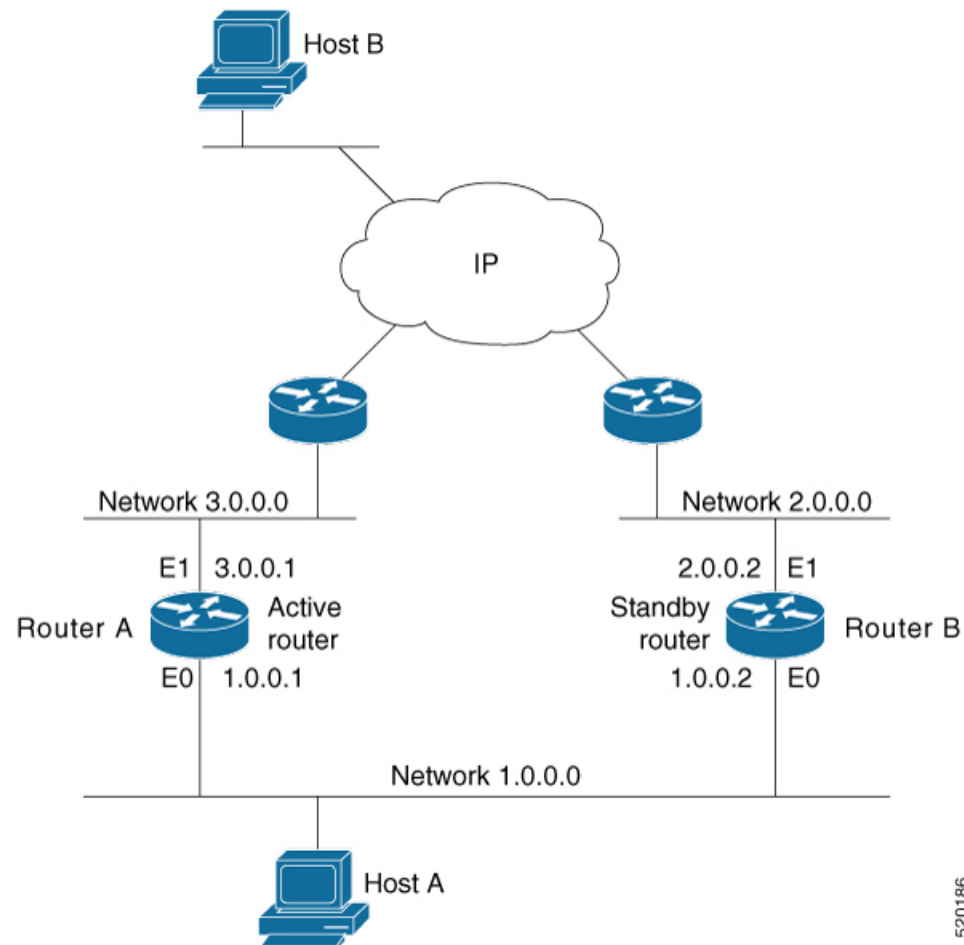 Host B
IP
Network 3.0.0.0
Network 2.0.0.0
E1 3.0.0.1
2.0.0.2 E1
Router A
Active
router
Standby
router
Router B
E0 1.0.0.1
1.0.0.2 E0
Network 1.0.0.0
Host A
520186